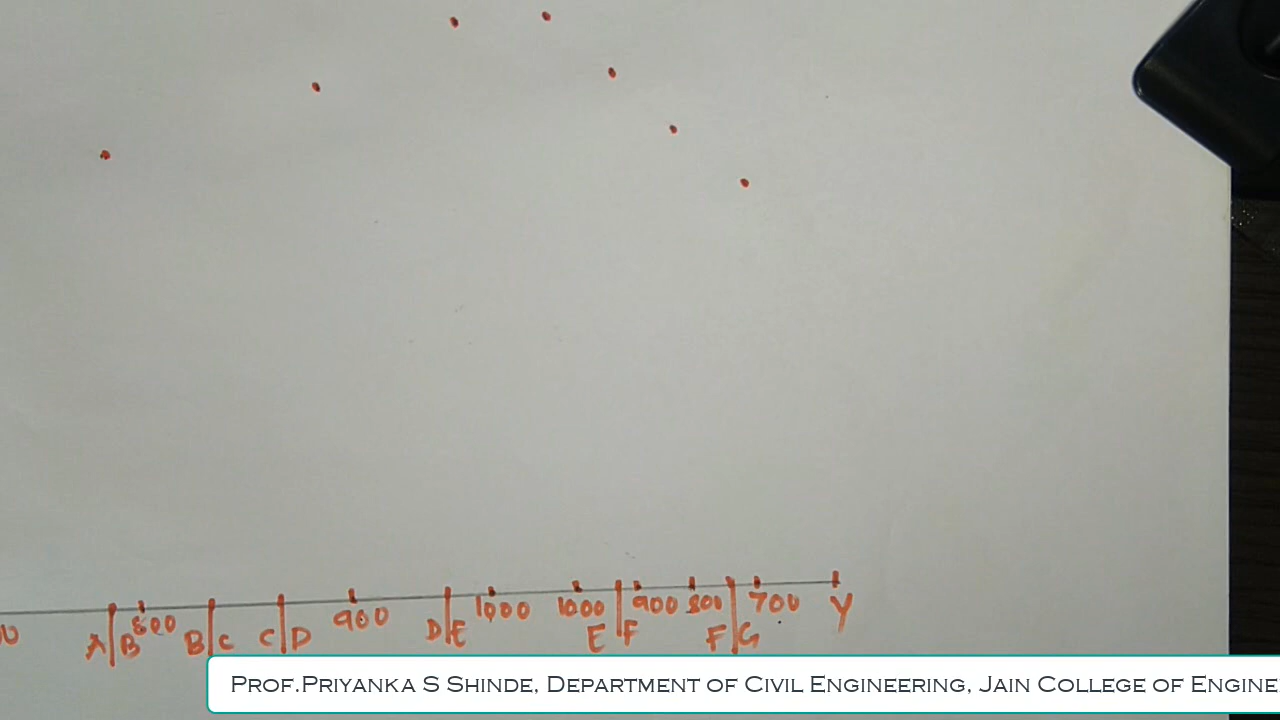 800 900 1000 1000 900 800 700 Y
A|B B|C C|D D|E E|F F|G
PROF.PRIYANKA S SHINDE, DEPARTMENT OF CIVIL ENGINEERING, JAIN COLLEGE OF ENGINE